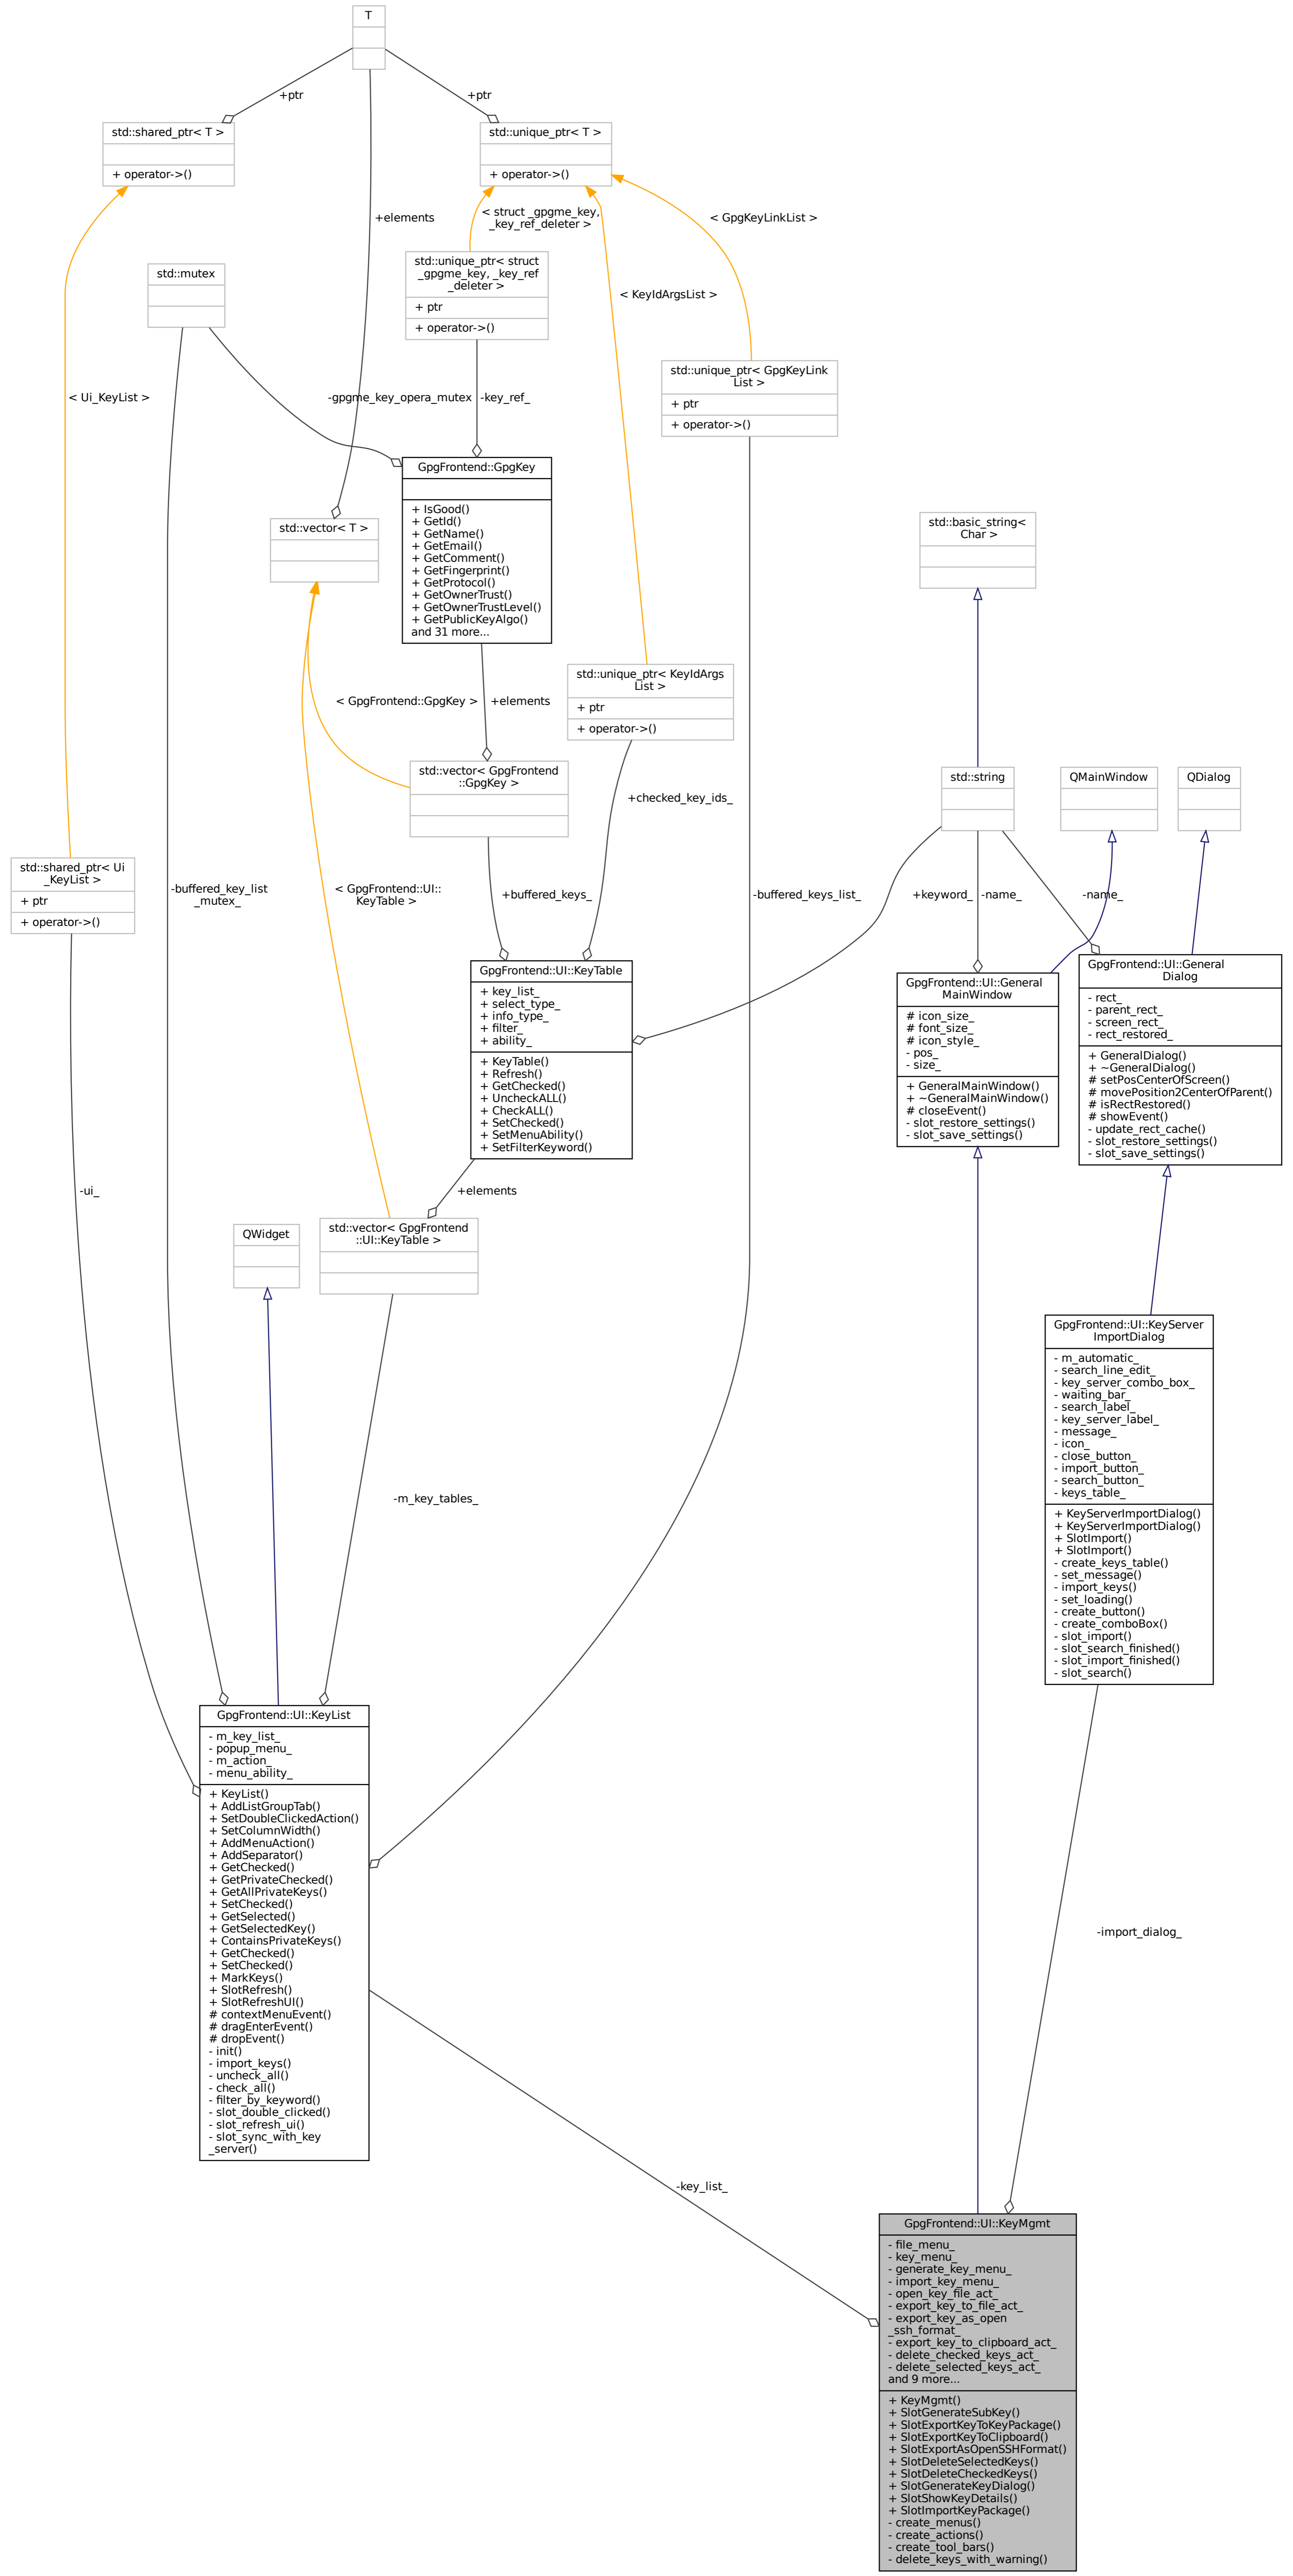 T
+ptr
+ptr
std::shared_ptr< T >
+ operator->()
std::unique_ptr< T >
+ operator->()
+elements
< struct _gpgme_key,
_key_ref_deleter >
< GpgKeyLinkList >
std::unique_ptr< struct
_gpgme_key, _key_ref
_deleter >
+ ptr
+ operator->()
std::mutex
< KeyIdArgsList >
std::unique_ptr< GpgKeyLink
List >
+ ptr
+ operator->()
< Ui_KeyList >
-gpgme_key_opera_mutex
-key_ref_
GpgFrontend::GpgKey
+ IsGood()
+ GetId()
+ GetName()
+ GetEmail()
+ GetComment()
+ GetFingerprint()
+ GetProtocol()
+ GetOwnerTrust()
+ GetOwnerTrustLevel()
+ GetPublicKeyAlgo()
and 31 more...
std::vector< T >
std::basic_string<
Char >
std::unique_ptr< KeyIdArgs
List >
+ ptr
+ operator->()
< GpgFrontend::GpgKey >
+elements
std::vector< GpgFrontend
::GpgKey >
std::string
QMainWindow
QDialog
+checked_key_ids_
std::shared_ptr< Ui
_KeyList >
+ ptr
+ operator->()
-buffered_key_list
_mutex_
< GpgFrontend::UI::
KeyTable >
+buffered_keys_
-buffered_keys_list_
+keyword_
-name_
-name_
GpgFrontend::UI::KeyTable
+ key_list_
+ select_type_
+ info_type_
+ filter_
+ ability_
+ KeyTable()
+ Refresh()
+ GetChecked()
+ UncheckALL()
+ CheckALL()
+ SetChecked()
+ SetMenuAbility()
+ SetFilterKeyword()
GpgFrontend::UI::General
MainWindow
# icon_size_
# font_size_
# icon_style_
- pos_
- size_
+ GeneralMainWindow()
+ ~GeneralMainWindow()
# closeEvent()
- slot_restore_settings()
- slot_save_settings()
GpgFrontend::UI::General
Dialog
- rect_
- parent_rect_
- screen_rect_
- rect_restored_
+ GeneralDialog()
+ ~GeneralDialog()
# setPosCenterOfScreen()
# movePosition2CenterOfParent()
# isRectRestored()
# showEvent()
- update_rect_cache()
- slot_restore_settings()
- slot_save_settings()
-ui_
+elements
QWidget
std::vector< GpgFrontend
::UI::KeyTable >
GpgFrontend::UI::KeyServer
ImportDialog
- m_automatic_
- search_line_edit_
- key_server_combo_box_
- waiting_bar_
- search_label_
- key_server_label_
- message_
- icon_
- close_button_
- import_button_
- search_button_
- keys_table_
+ KeyServerImportDialog()
+ KeyServerImportDialog()
+ SlotImport()
+ SlotImport()
- create_keys_table()
- set_message()
- import_keys()
- set_loading()
- create_button()
- create_comboBox()
- slot_import()
- slot_search_finished()
- slot_import_finished()
- slot_search()
-m_key_tables_
GpgFrontend::UI::KeyList
- m_key_list_
- popup_menu_
- m_action_
- menu_ability_
+ KeyList()
+ AddListGroupTab()
+ SetDoubleClickedAction()
+ SetColumnWidth()
+ AddMenuAction()
+ AddSeparator()
+ GetChecked()
+ GetPrivateChecked()
+ GetAllPrivateKeys()
+ SetChecked()
+ GetSelected()
+ GetSelectedKey()
+ ContainsPrivateKeys()
+ GetChecked()
+ SetChecked()
+ MarkKeys()
+ SlotRefresh()
+ SlotRefreshUI()
# contextMenuEvent()
# dragEnterEvent()
# dropEvent()
- init()
- import_keys()
- uncheck_all()
- check_all()
- filter_by_keyword()
- slot_double_clicked()
- slot_refresh_ui()
- slot_sync_with_key
_server()
-import_dialog_
-key_list_
GpgFrontend::UI::KeyMgmt
- file_menu_
- key_menu_
- generate_key_menu_
- import_key_menu_
- open_key_file_act_
- export_key_to_file_act_
- export_key_as_open
_ssh_format_
- export_key_to_clipboard_act_
- delete_checked_keys_act_
- delete_selected_keys_act_
and 9 more...
+ KeyMgmt()
+ SlotGenerateSubKey()
+ SlotExportKeyToKeyPackage()
+ SlotExportKeyToClipboard()
+ SlotExportAsOpenSSHFormat()
+ SlotDeleteSelectedKeys()
+ SlotDeleteCheckedKeys()
+ SlotGenerateKeyDialog()
+ SlotShowKeyDetails()
+ SlotImportKeyPackage()
- create_menus()
- create_actions()
- create_tool_bars()
- delete_keys_with_warning()